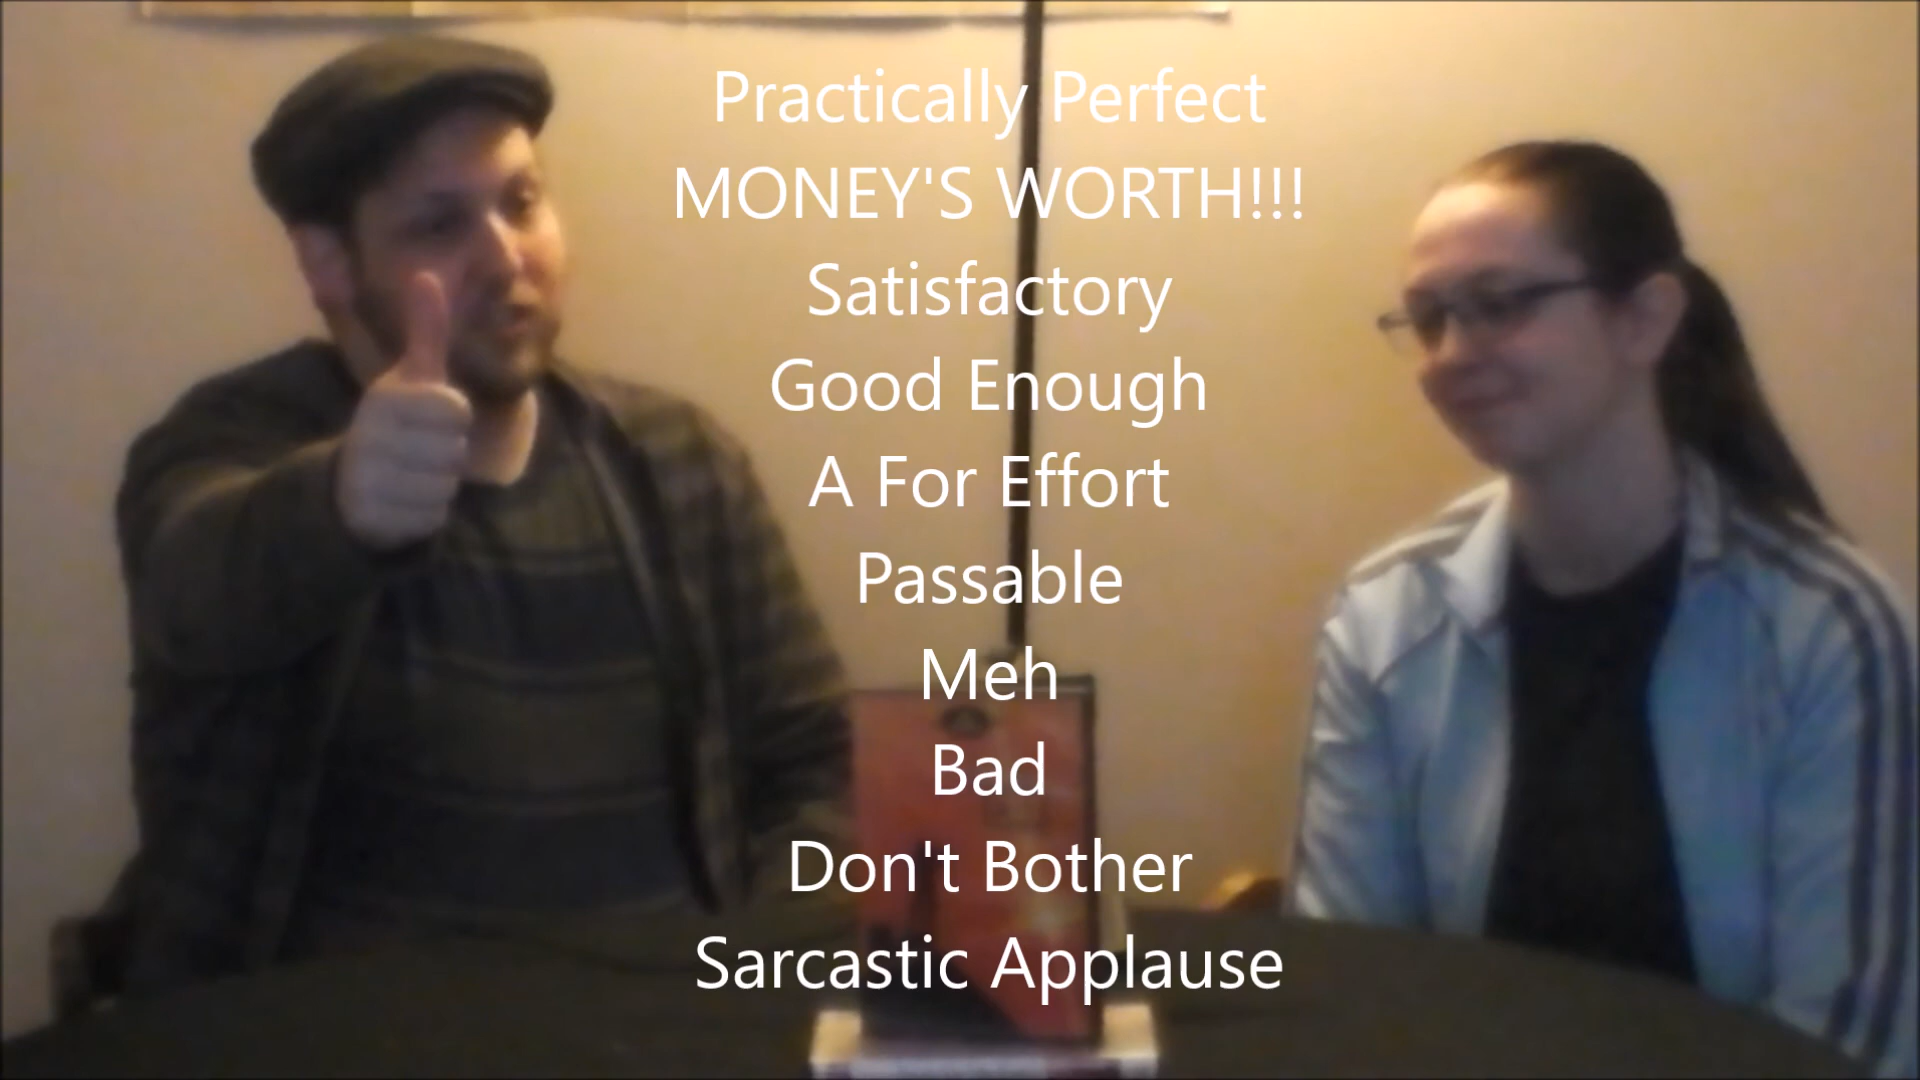 Practically Perfect
MONEY'S WORTH!!!
Satisfactory
Good Enough
A For Effort
Passable
Meh
Bad
Don't Bother
Sarcastic Applause